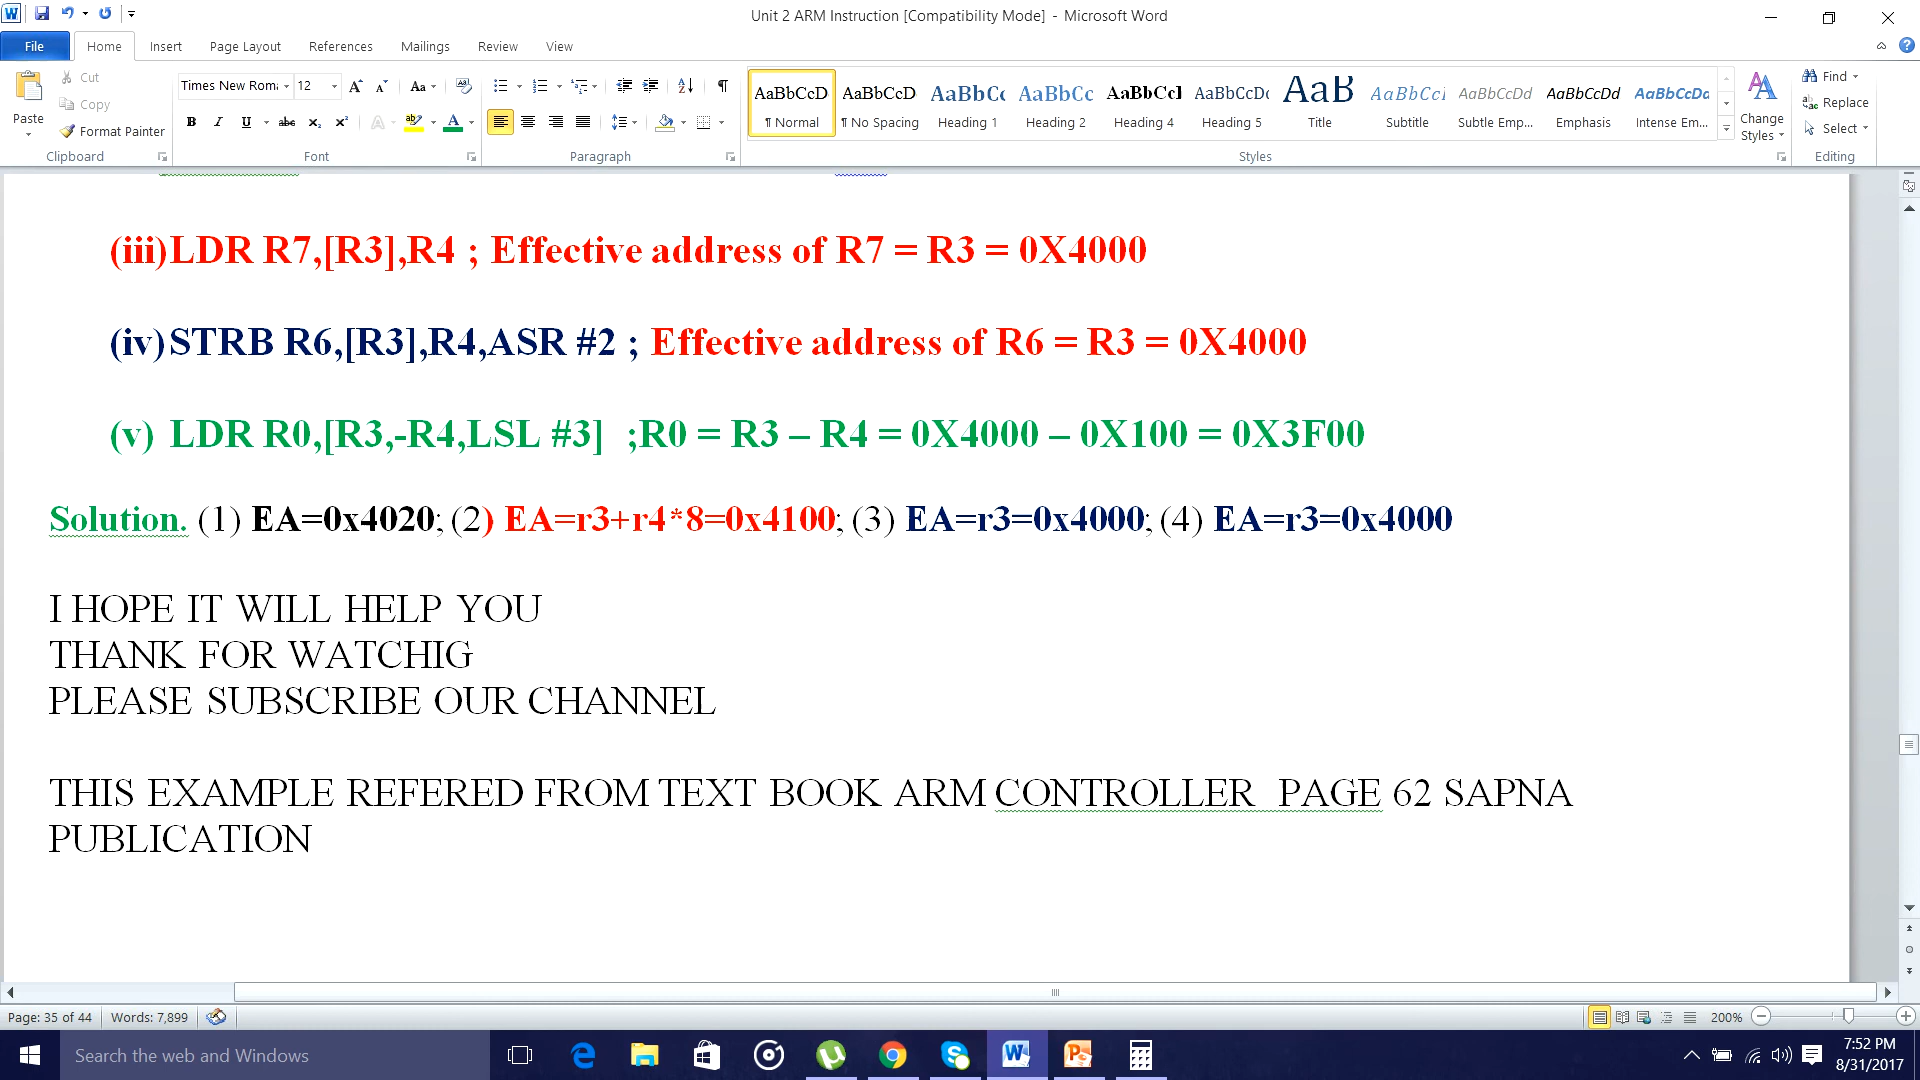 Unit 2 ARM Instruction [Compatibility Mode] - Microsoft Word
File Home Insert Page Layout References Mailings Review View
Paste Cut Copy Format Painter Clipboard
Times New Roma 12 Font
Paragraph
AaBbCcD AaBbCcD AaBbCc AaBbCc AaBbCcI AaBbCcDc AaB AaBbCcI AaBbCcDd AaBbCcDd AaBbCcDa
¶ Normal ¶ No Spacing Heading 1 Heading 2 Heading 4 Heading 5 Title Subtitle Subtle Emp... Emphasis Intense Em...
Styles
Change Styles
Find Replace Select Editing
(iii) LDR R7,[R3],R4 ; Effective address of R7 = R3 = 0X4000
(iv) STRB R6,[R3],R4,ASR #2 ; Effective address of R6 = R3 = 0X4000
(v) LDR R0,[R3,-R4,LSL #3] ;R0 = R3 – R4 = 0X4000 – 0X100 = 0X3F00
Solution. (1) EA=0x4020; (2) EA=r3+r4*8=0x4100; (3) EA=r3=0x4000; (4) EA=r3=0x4000
I HOPE IT WILL HELP YOU
THANK FOR WATCHIG
PLEASE SUBSCRIBE OUR CHANNEL
THIS EXAMPLE REFERED FROM TEXT BOOK ARM CONTROLLER PAGE 62 SAPNA
PUBLICATION
Page: 35 of 44 Words: 7,899 200%
Search the web and Windows
7:52 PM
8/31/2017